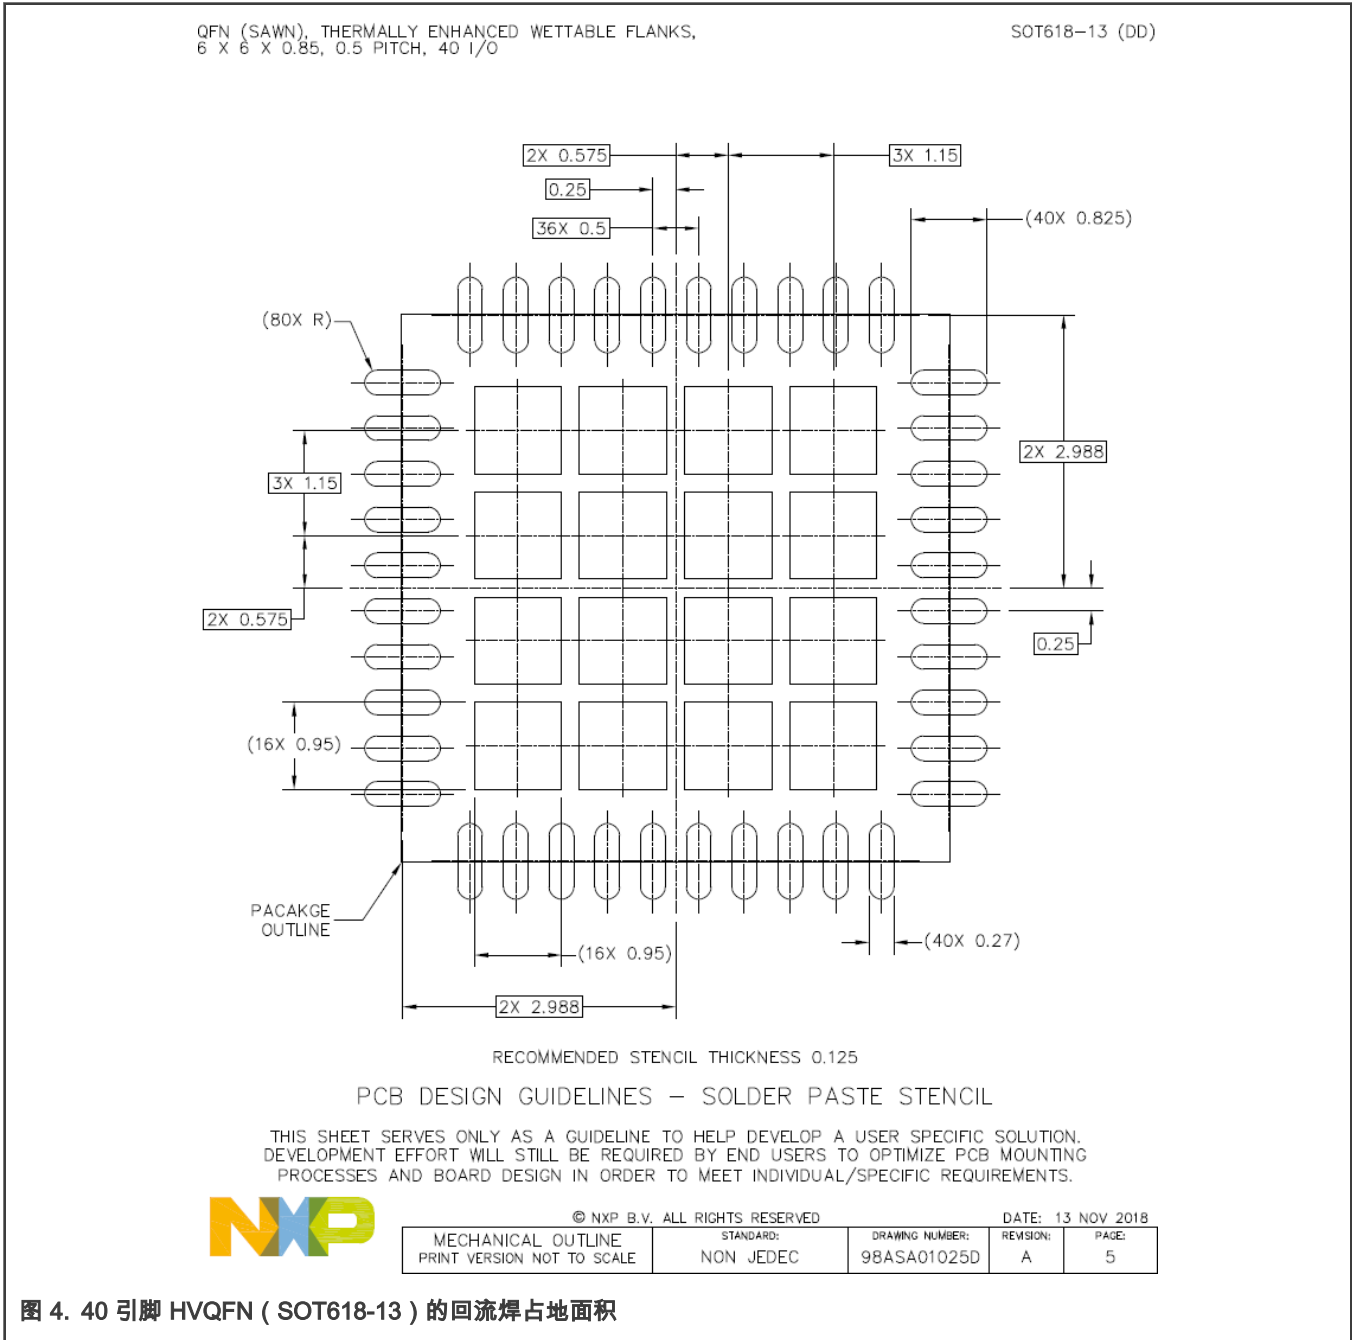 QFN (SAWN), THERMALLY ENHANCED WETTABLE FLANKS,
6 X 6 X 0.85, 0.5 PITCH, 40 I/O
SOT618-13 (DD)
2X 0.575
3X 1.15
0.25
36X 0.5
(40X 0.825)
(80X R)
2X 2.988
3X 1.15
2X 0.575
0.25
(16X 0.95)
PACAKGE
OUTLINE
(40X 0.27)
(16X 0.95)
2X 2.988
RECOMMENDED STENCIL THICKNESS 0.125
PCB DESIGN GUIDELINES – SOLDER PASTE STENCIL
THIS SHEET SERVES ONLY AS A GUIDELINE TO HELP DEVELOP A USER SPECIFIC SOLUTION.
DEVELOPMENT EFFORT WILL STILL BE REQUIRED BY END USERS TO OPTIMIZE PCB MOUNTING
PROCESSES AND BOARD DESIGN IN ORDER TO MEET INDIVIDUAL/SPECIFIC REQUIREMENTS.
NXP
© NXP B.V. ALL RIGHTS RESERVED
DATE: 13 NOV 2018
MECHANICAL OUTLINE
PRINT VERSION NOT TO SCALE
STANDARD:
NON JEDEC
DRAWING NUMBER:
98ASA01025D
REVISION:
A
PAGE:
5
图 4. 40 引脚 HVQFN（SOT618-13）的回流焊占地面积